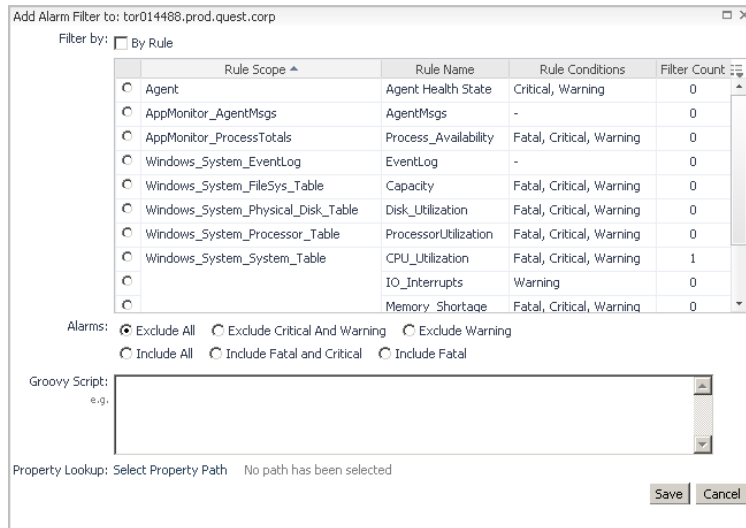 Add Alarm Filter to: tor014488.prod.quest.corp
Filter by: By Rule
Rule Scope Rule Name Rule Conditions Filter Count
Agent Agent Health State Critical, Warning 0
AppMonitor_AgentMsgs AgentMsgs - 0
AppMonitor_ProcessTotals Process_Availability Fatal, Critical, Warning 0
Windows_System_EventLog EventLog - 0
Windows_System_FileSys_Table Capacity Fatal, Critical, Warning 0
Windows_System_Physical_Disk_Table Disk_Utilization Fatal, Critical, Warning 0
Windows_System_Processor_Table ProcessorUtilization Fatal, Critical, Warning 0
Windows_System_System_Table CPU_Utilization Fatal, Critical, Warning 1
IO_Interrupts Warning 0
Memory_Shortage Fatal, Critical, Warning 0
Alarms: Exclude All Exclude Critical And Warning Exclude Warning
Include All Include Fatal and Critical Include Fatal
Groovy Script:
e.g.
Property Lookup: Select Property Path No path has been selected
Save Cancel